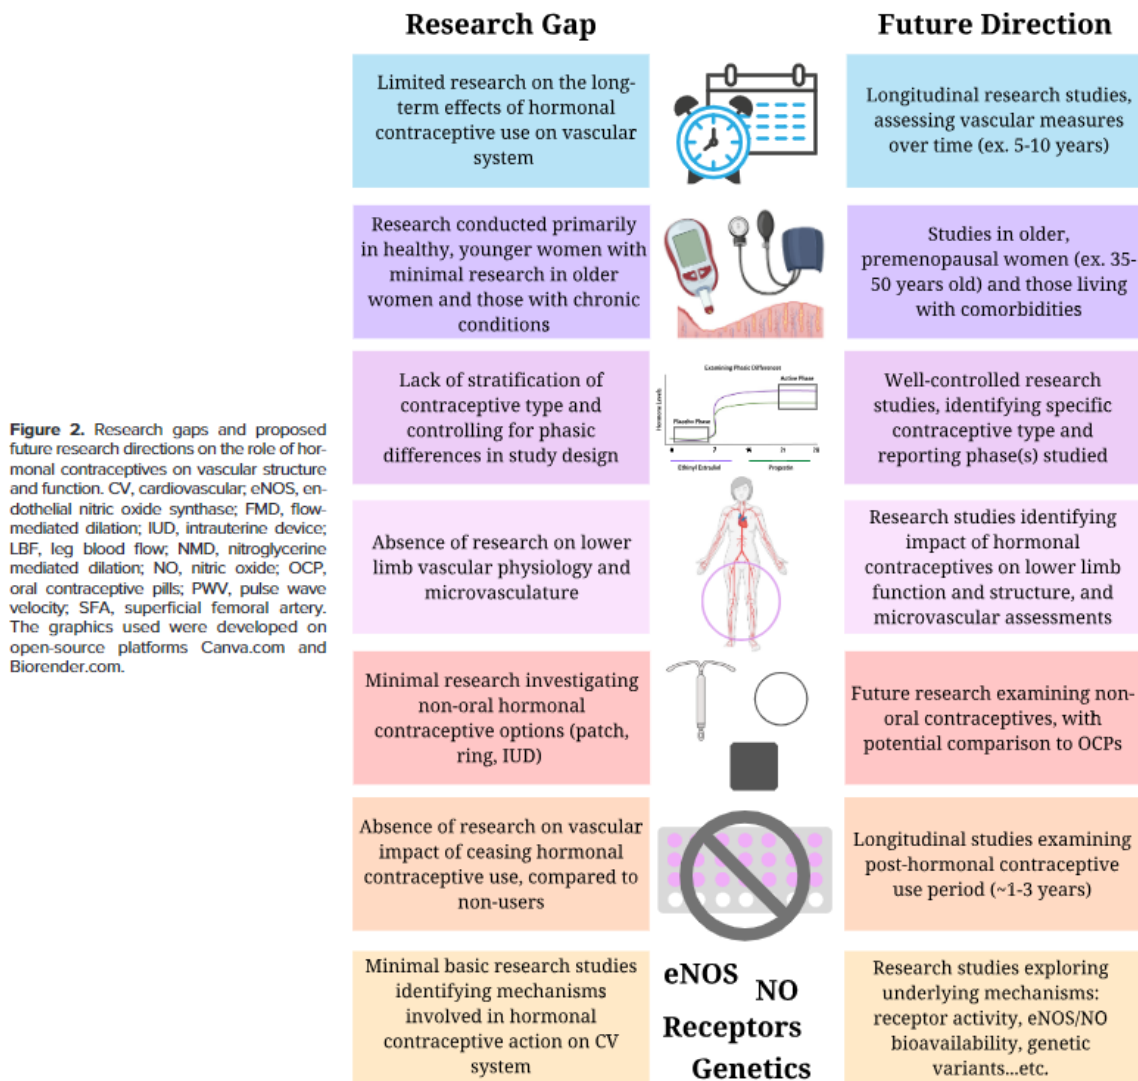 Research Gap
Future Direction
Limited research on the long-
term effects of hormonal
contraceptive use on vascular
system
Longitudinal research studies,
assessing vascular measures
over time (ex. 5-10 years)
Research conducted primarily
in healthy, younger women with
minimal research in older
women and those with chronic
conditions
Studies in older,
premenopausal women (ex. 35-
50 years old) and those living
with comorbidities
Lack of stratification of
contraceptive type and
controlling for phasic
differences in study design
Examining Phasic Differences
Active Phase
Hormone Levels
Placebo Phase
0 7 14 21 28
Ethinyl Estradiol
Progestin
Well-controlled research
studies, identifying specific
contraceptive type and
reporting phase(s) studied
Figure 2. Research gaps and proposed
future research directions on the role of hor-
monal contraceptives on vascular structure
and function. CV, cardiovascular; eNOS, en-
dothelial nitric oxide synthase; FMD, flow-
mediated dilation; IUD, intrauterine device;
LBF, leg blood flow; NMD, nitroglycerine
mediated dilation; NO, nitric oxide; OCP,
oral contraceptive pills; PWV, pulse wave
velocity; SFA, superficial femoral artery.
The graphics used were developed on
open-source platforms Canva.com and
Biorender.com.
Absence of research on lower
limb vascular physiology and
microvasculature
Research studies identifying
impact of hormonal
contraceptives on lower limb
function and structure, and
microvascular assessments
Minimal research investigating
non-oral hormonal
contraceptive options (patch,
ring, IUD)
Future research examining non-
oral contraceptives, with
potential comparison to OCPs
Absence of research on vascular
impact of ceasing hormonal
contraceptive use, compared to
non-users
Longitudinal studies examining
post-hormonal contraceptive
use period (~1-3 years)
Minimal basic research studies
identifying mechanisms
involved in hormonal
contraceptive action on CV
system
eNOS
NO
Receptors
Genetics
Research studies exploring
underlying mechanisms:
receptor activity, eNOS/NO
bioavailability, genetic
variants...etc.